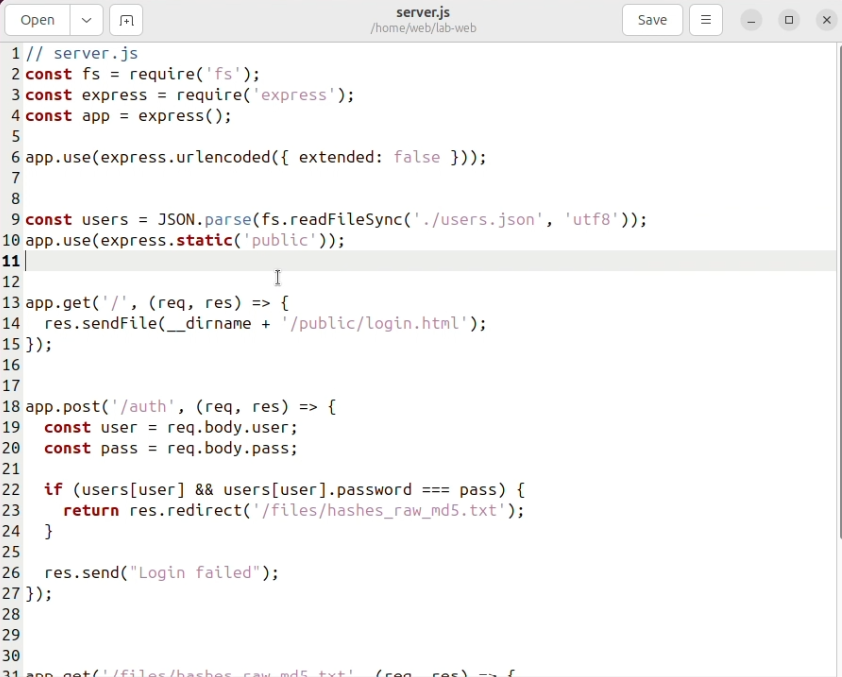 Open
server.js
/home/web/lab-web
Save
1 // server.js
2 const fs = require('fs');
3 const express = require('express');
4 const app = express();
5
6 app.use(express.urlencoded({ extended: false }));
7
8
9 const users = JSON.parse(fs.readFileSync('./users.json', 'utf8'));
10 app.use(express.static('public'));
11
12
13 app.get('/', (req, res) => {
14   res.sendFile(__dirname + '/public/login.html');
15 });
16
17
18 app.post('/auth', (req, res) => {
19   const user = req.body.user;
20   const pass = req.body.pass;
21
22   if (users[user] && users[user].password === pass) {
23     return res.redirect('/files/hashes_raw_md5.txt');
24   }
25
26   res.send("Login failed");
27 });
28
29
30
31 app.get('/files/hashes_raw_md5.txt', (req, res) => {